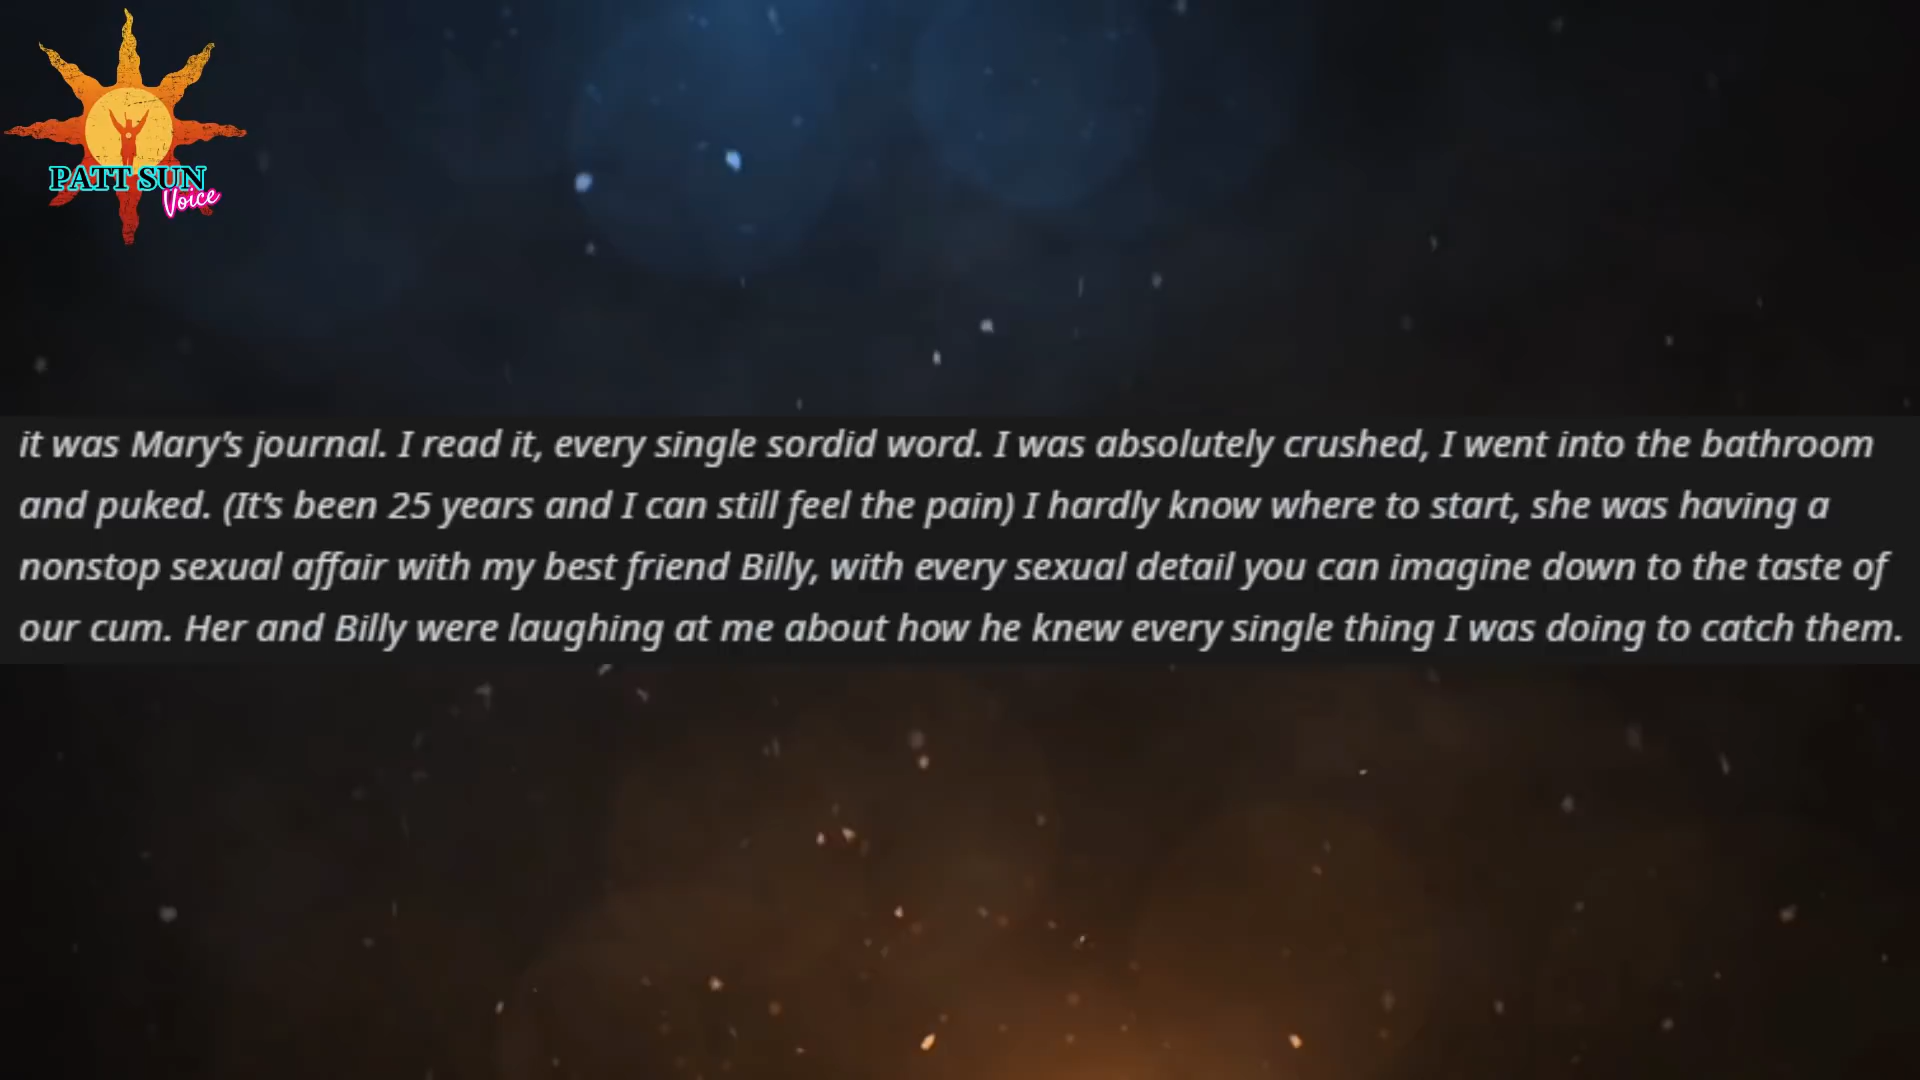 PATT SUN
Voice
it was Mary's journal. I read it, every single sordid word. I was absolutely crushed, I went into the bathroom
and puked. (It's been 25 years and I can still feel the pain) I hardly know where to start, she was having a
nonstop sexual affair with my best friend Billy, with every sexual detail you can imagine down to the taste of
our cum. Her and Billy were laughing at me about how he knew every single thing I was doing to catch them.